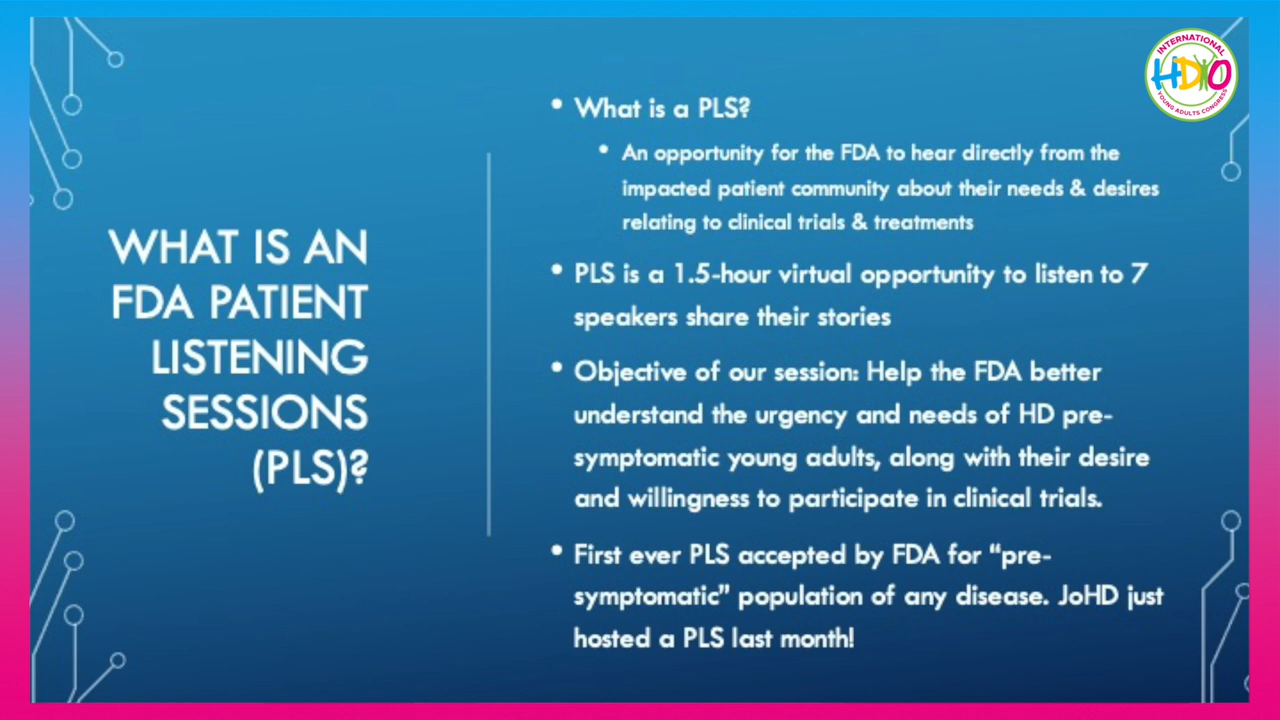 WHAT IS AN
FDA PATIENT
LISTENING
SESSIONS
(PLS)?
• What is a PLS?
• An opportunity for the FDA to hear directly from the
impacted patient community about their needs & desires
relating to clinical trials & treatments
• PLS is a 1.5-hour virtual opportunity to listen to 7
speakers share their stories
• Objective of our session: Help the FDA better
understand the urgency and needs of HD pre-
symptomatic young adults, along with their desire
and willingness to participate in clinical trials.
• First ever PLS accepted by FDA for “pre-
symptomatic” population of any disease. JoHD just
hosted a PLS last month!
INTERNATIONAL
HDYO
YOUNG ADULTS CONGRESS